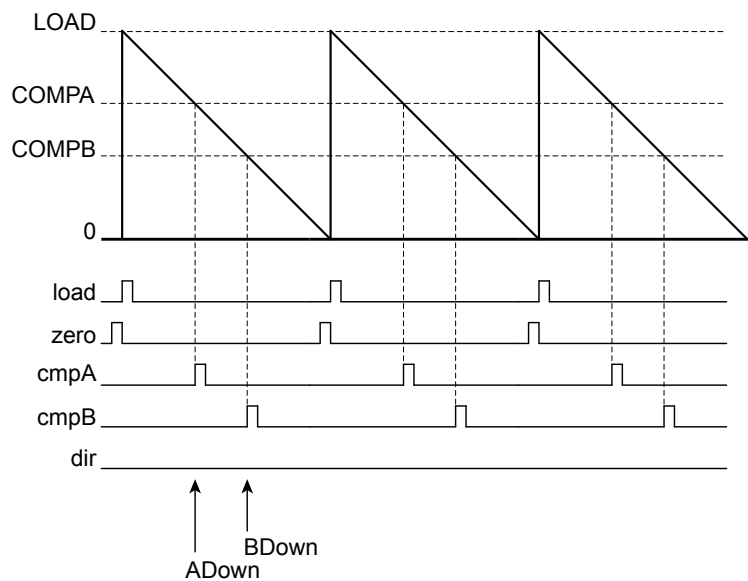 LOAD
COMPA
COMPB
0
load
zero
cmpA
cmpB
dir
BDown
ADown